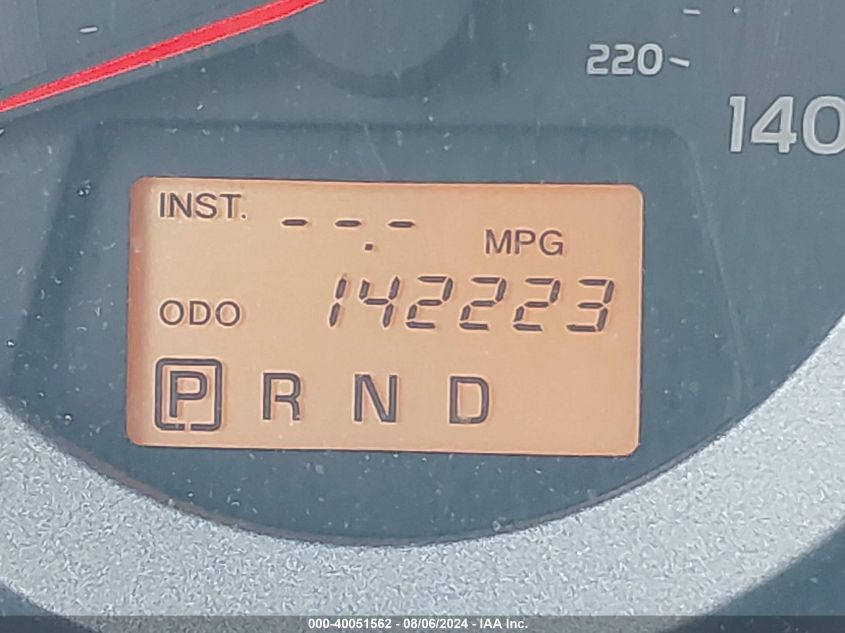 220
140
INST. --.- MPG
ODO 142223
P R N D
000-40051562 - 08/06/2024 - IAA Inc.